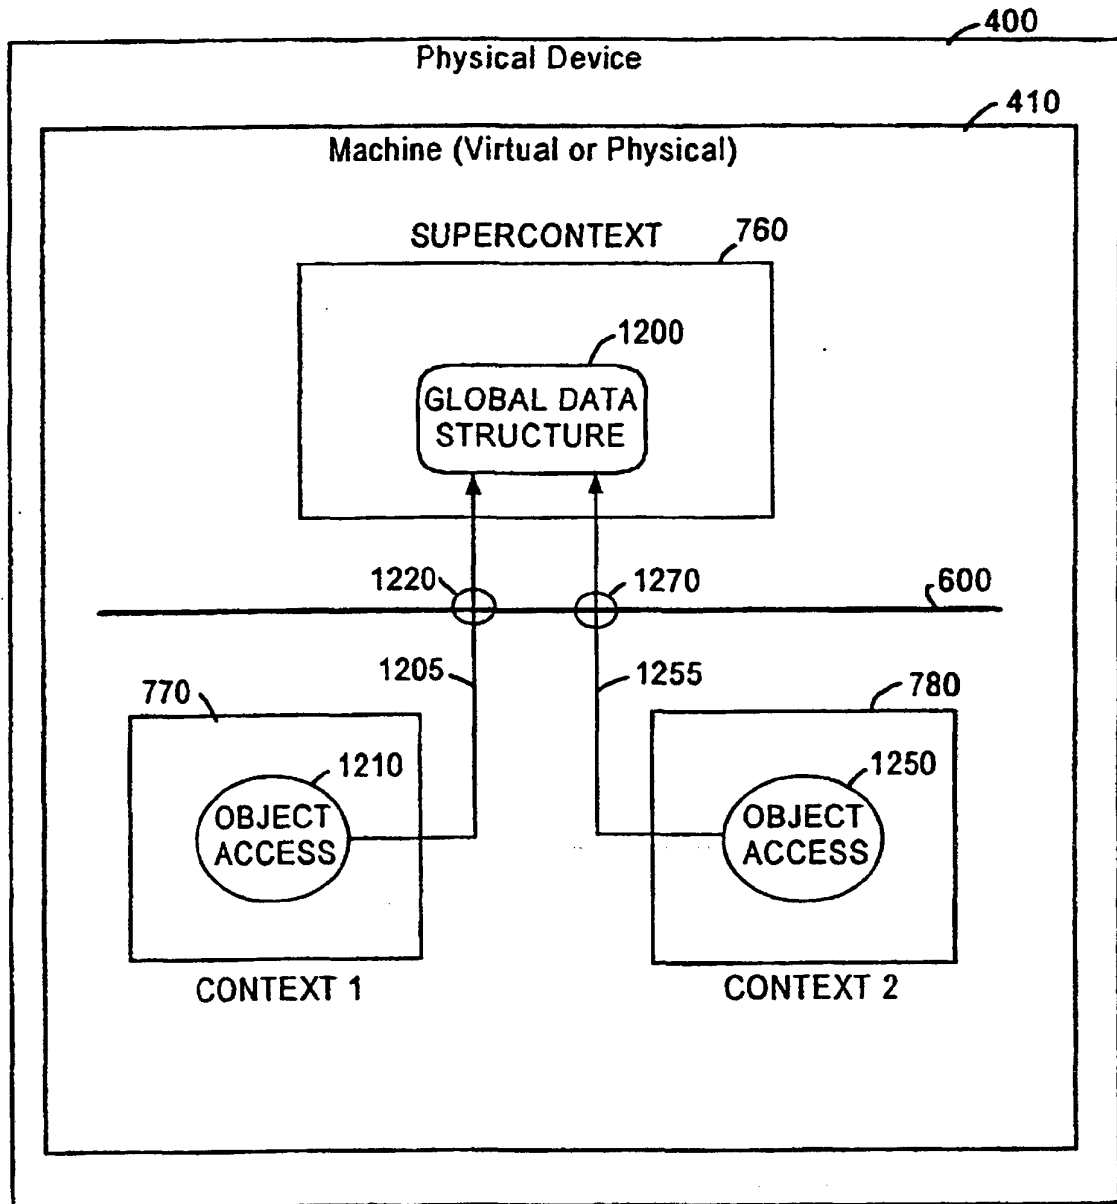 400
Physical Device
410
Machine (Virtual or Physical)
SUPERCONTEXT
760
1200
GLOBAL DATA
STRUCTURE
1220
1270
600
1205
1255
770
780
1210
1250
OBJECT
ACCESS
OBJECT
ACCESS
CONTEXT 1
CONTEXT 2